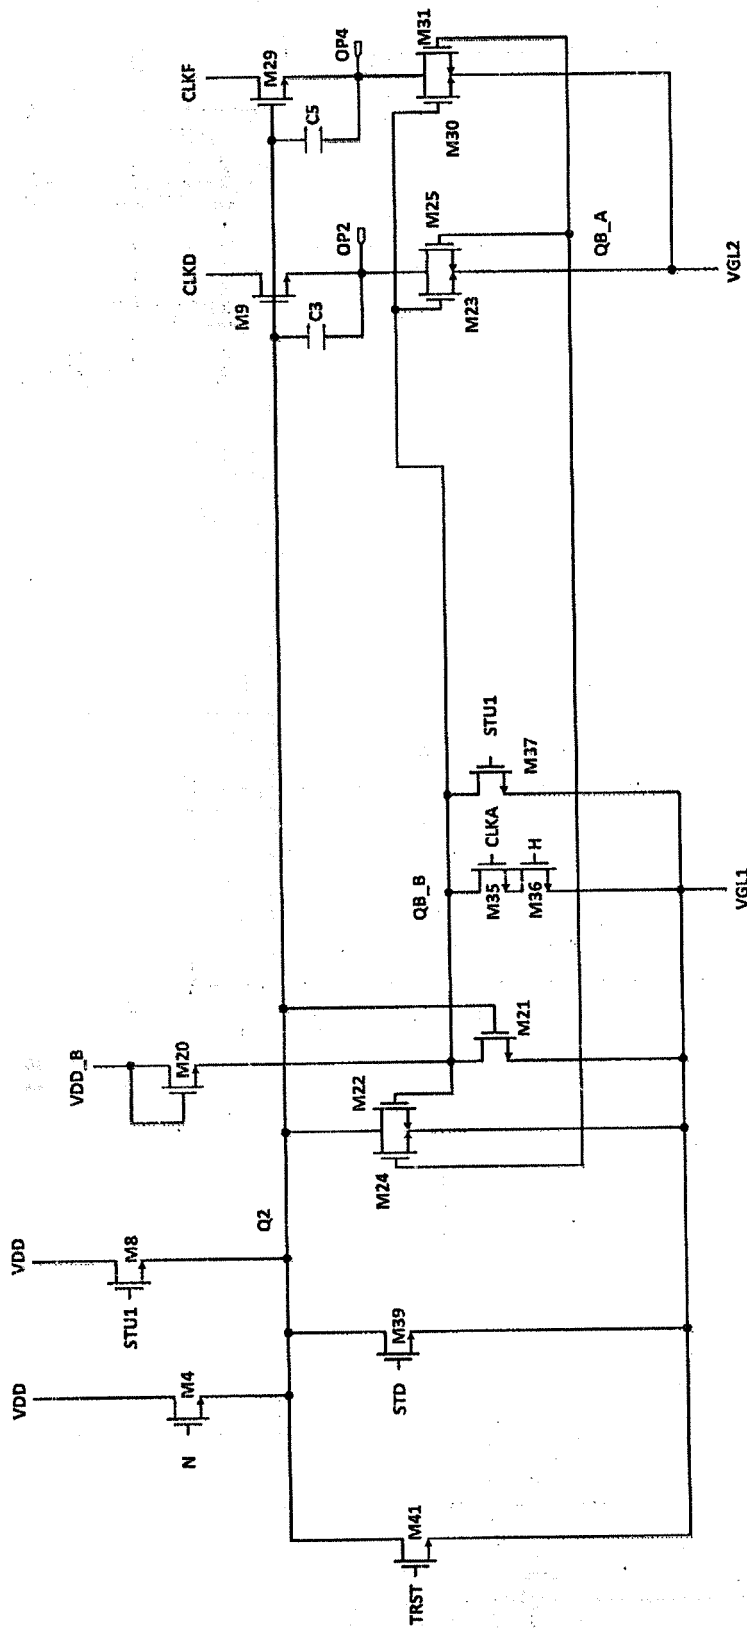 VDD
VDD
VDD_B
CLKD
CLKF
N
M4
STU1
M8
M20
M9
M29
Q2
C3
C5
OP2
OP4
TRST
M41
STD
M39
M24
M22
M21
QB_B
M35
CLKA
M36
H
STU1
M37
M23
M25
M30
M31
QB_A
VGL1
VGL2